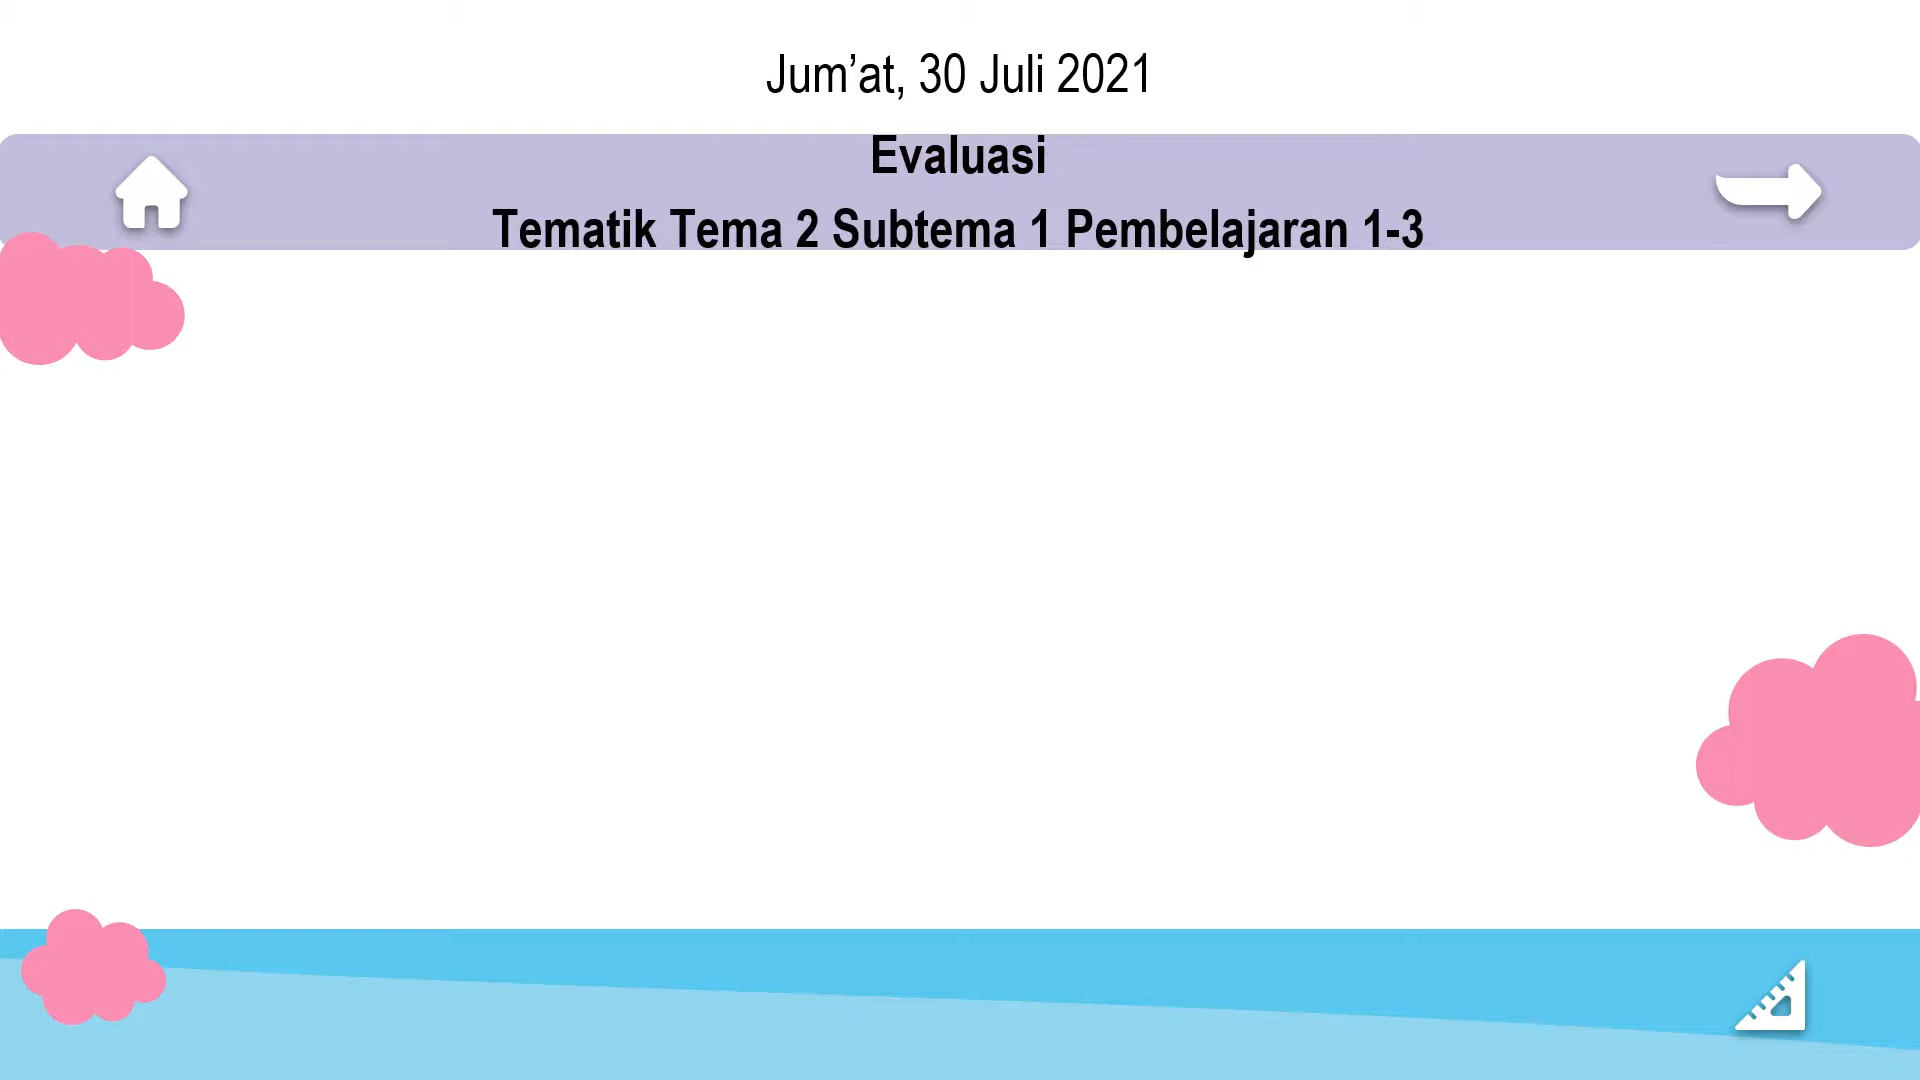 Jum’at, 30 Juli 2021
Evaluasi
Tematik Tema 2 Subtema 1 Pembelajaran 1-3